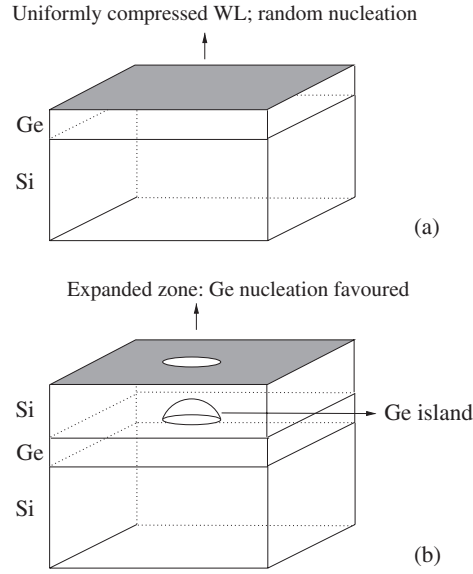 Uniformly compressed WL; random nucleation
Ge
Si
(a)
Expanded zone: Ge nucleation favoured
Si
Ge island
Ge
Si
(b)